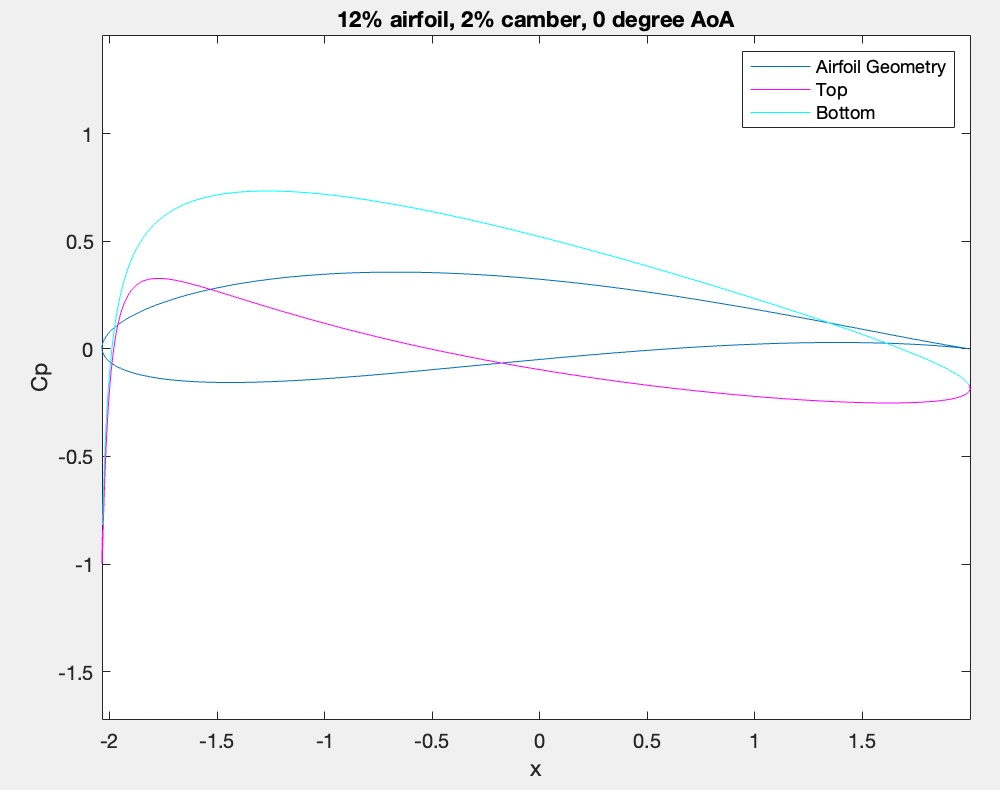 12% airfoil, 2% camber, 0 degree AoA
Airfoil Geometry
Top
Bottom
1
0.5
0
-0.5
-1
-1.5
Cp
-2 -1.5 -1 -0.5 0 0.5 1 1.5
x